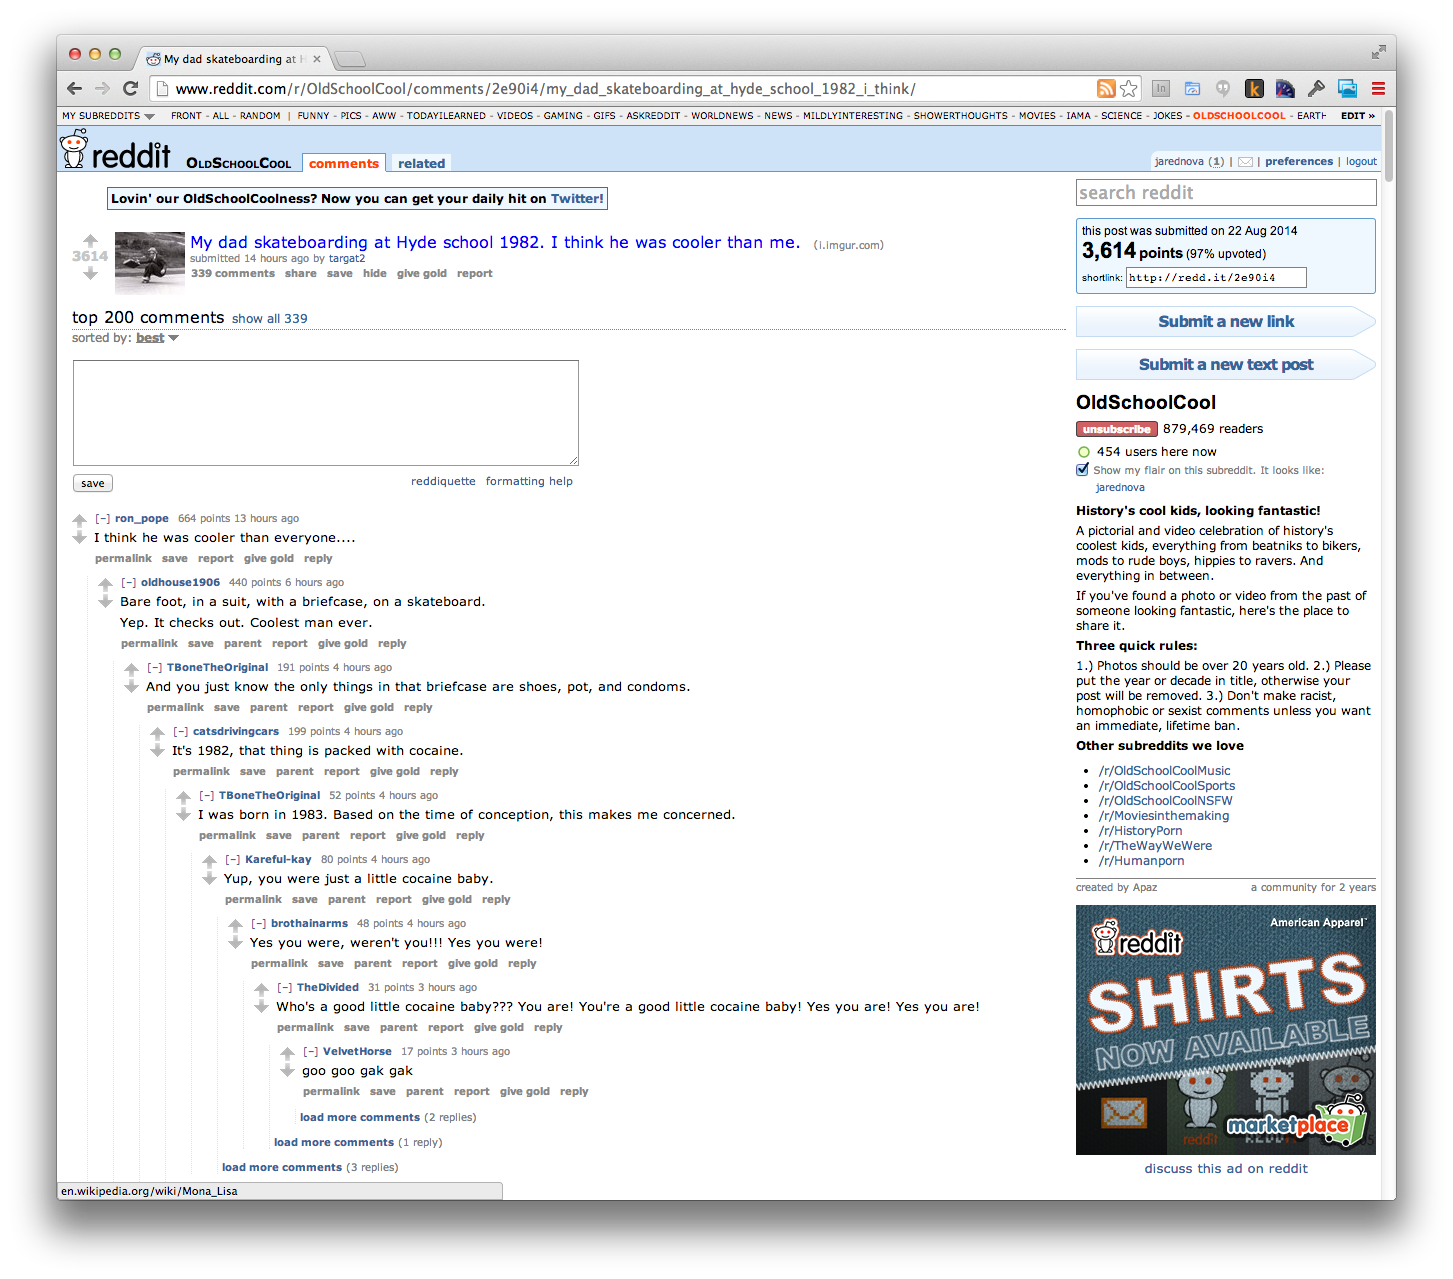 My dad skateboarding at H
www.reddit.com/r/OldSchoolCool/comments/2e90i4/my_dad_skateboarding_at_hyde_school_1982_i_think/
MY SUBREDDITS FRONT - ALL - RANDOM | FUNNY - PICS - AWW - TODAYILEARNED - VIDEOS - GAMING - GIFS - ASKREDDIT - WORLDNEWS - NEWS - MILDLYINTERESTING - SHOWERTHOUGHTS - MOVIES - IAMA - SCIENCE - JOKES - OLDSCHOOLCOOL - EARTH EDIT »
reddit OLDSCHOOLCOOL comments related
jarednova (1) | | preferences | logout
Lovin' our OldSchoolCoolness? Now you can get your daily hit on Twitter!
3614
My dad skateboarding at Hyde school 1982. I think he was cooler than me. (i.imgur.com)
submitted 14 hours ago by targat2
339 comments share save hide give gold report
top 200 comments show all 339
sorted by: best
save
reddiquette formatting help
[–] ron_pope 664 points 13 hours ago
I think he was cooler than everyone....
permalink save report give gold reply
[–] oldhouse1906 440 points 6 hours ago
Bare foot, in a suit, with a briefcase, on a skateboard.
Yep. It checks out. Coolest man ever.
permalink save parent report give gold reply
[–] TBoneTheOriginal 191 points 4 hours ago
And you just know the only things in that briefcase are shoes, pot, and condoms.
permalink save parent report give gold reply
[–] catsdrivingcars 199 points 4 hours ago
It's 1982, that thing is packed with cocaine.
permalink save parent report give gold reply
[–] TBoneTheOriginal 52 points 4 hours ago
I was born in 1983. Based on the time of conception, this makes me concerned.
permalink save parent report give gold reply
[–] Kareful-kay 80 points 4 hours ago
Yup, you were just a little cocaine baby.
permalink save parent report give gold reply
[–] brothainarms 48 points 4 hours ago
Yes you were, weren't you!!! Yes you were!
permalink save parent report give gold reply
[–] TheDivided 31 points 3 hours ago
Who's a good little cocaine baby??? You are! You're a good little cocaine baby! Yes you are! Yes you are!
permalink save parent report give gold reply
[–] VelvetHorse 17 points 3 hours ago
goo goo gak gak
permalink save parent report give gold reply
load more comments (2 replies)
load more comments (1 reply)
load more comments (3 replies)
en.wikipedia.org/wiki/Mona_Lisa
search reddit
this post was submitted on 22 Aug 2014
3,614 points (97% upvoted)
shortlink: http://redd.it/2e90i4
Submit a new link
Submit a new text post
OldSchoolCool
unsubscribe 879,469 readers
454 users here now
Show my flair on this subreddit. It looks like:
jarednova
History's cool kids, looking fantastic!
A pictorial and video celebration of history's
coolest kids, everything from beatniks to bikers,
mods to rude boys, hippies to ravers. And
everything in between.
If you've found a photo or video from the past of
someone looking fantastic, here's the place to
share it.
Three quick rules:
1.) Photos should be over 20 years old. 2.) Please
put the year or decade in title, otherwise your
post will be removed. 3.) Don't make racist,
homophobic or sexist comments unless you want
an immediate, lifetime ban.
Other subreddits we love
/r/OldSchoolCoolMusic
/r/OldSchoolCoolSports
/r/OldSchoolCoolNSFW
/r/Moviesinthemaking
/r/HistoryPorn
/r/TheWayWeWere
/r/Humanporn
created by Apaz a community for 2 years
reddit American Apparel™
SHIRTS
NOW AVAILABLE
marketplace
reddit
discuss this ad on reddit